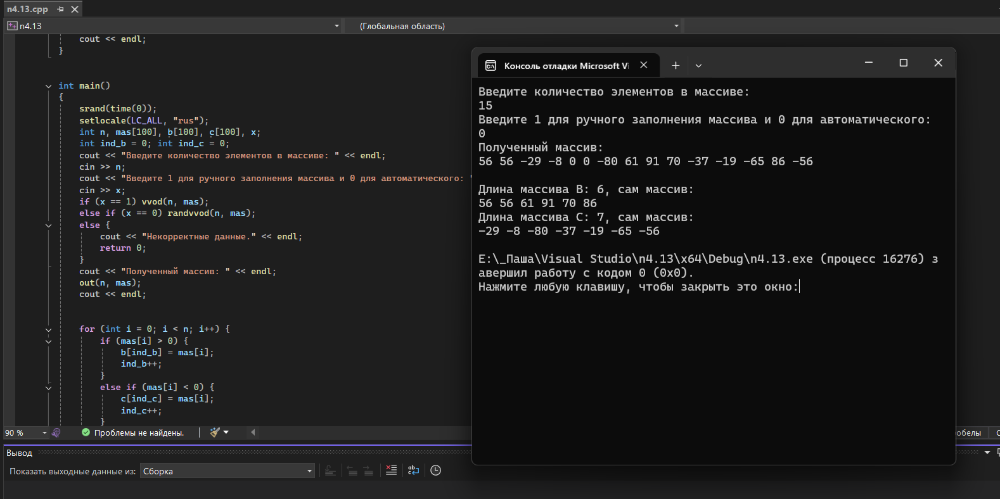 n4.13.cpp
n4.13
(Глобальная область)
cout << endl;
}
int main()
{
srand(time(0));
setlocale(LC_ALL, "rus");
int n, mas[100], b[100], c[100], x;
int ind_b = 0; int ind_c = 0;
cout << "Введите количество элементов в массиве: " << endl;
cin >> n;
cout << "Введите 1 для ручного заполнения массива и 0 для автоматического: "
cin >> x;
if (x == 1) vvod(n, mas);
else if (x == 0) randvvod(n, mas);
else {
cout << "Некорректные данные." << endl;
return 0;
}
cout << "Полученный массив: " << endl;
out(n, mas);
cout << endl;
for (int i = 0; i < n; i++) {
if (mas[i] > 0) {
b[ind_b] = mas[i];
ind_b++;
}
else if (mas[i] < 0) {
c[ind_c] = mas[i];
ind_c++;
}
Консоль отладки Microsoft Vi
Введите количество элементов в массиве:
15
Введите 1 для ручного заполнения массива и 0 для автоматического:
0
Полученный массив:
56 56 -29 -8 0 0 -80 61 91 70 -37 -19 -65 86 -56
Длина массива B: 6, сам массив:
56 56 61 91 70 86
Длина массива C: 7, сам массив:
-29 -8 -80 -37 -19 -65 -56
E:\_Паша\Visual Studio\n4.13\x64\Debug\n4.13.exe (процесс 16276) з
авершил работу с кодом 0 (0x0).
Нажмите любую клавишу, чтобы закрыть это окно:
90 %
Проблемы не найдены.
обелы
Вывод
Показать выходные данные из:
Сборка